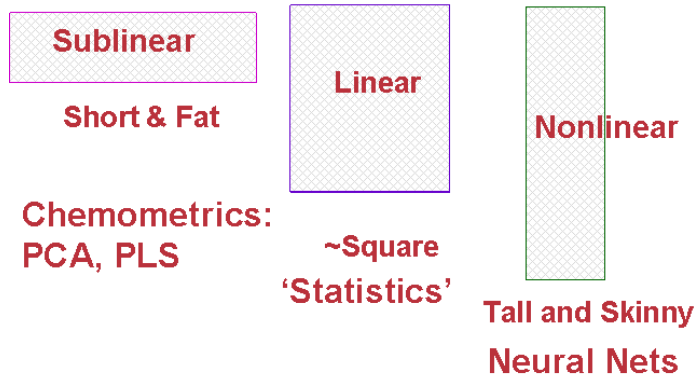 Sublinear
Short & Fat
Chemometrics:
PCA, PLS
Linear
~Square
‘Statistics’
Nonlinear
Tall and Skinny
Neural Nets